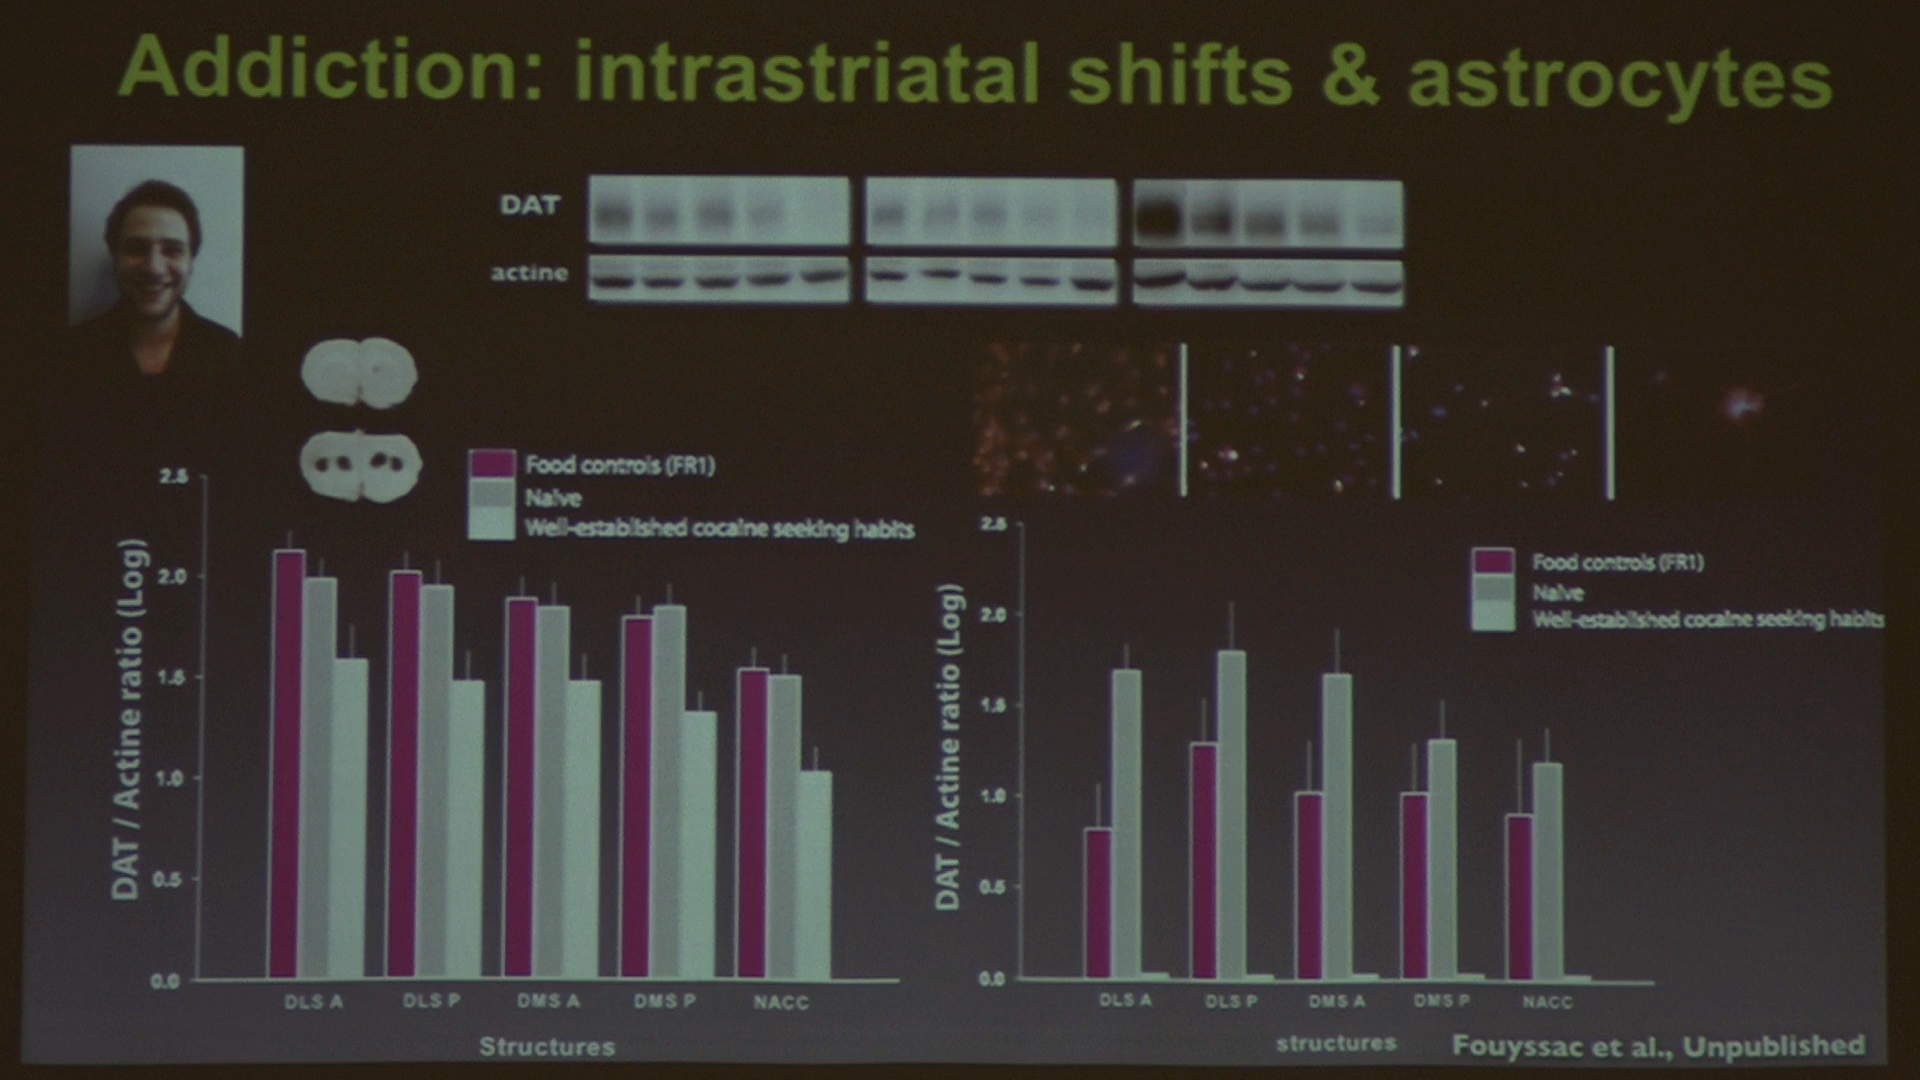 Addiction: intrastriatal shifts & astrocytes
DAT
actine
Food controls (FR1)
Naïve
Well-established cocaine seeking habits
DAT / Actine ratio (Log)
2.5
2.0
1.5
1.0
0.5
0.0
DLS A DLS P DMS A DMS P NACC
Structures
Food controls (FR1)
Naïve
Well-established cocaine seeking habits
DAT / Actine ratio (Log)
2.5
2.0
1.5
1.0
0.5
0.0
DLS A DLS P DMS A DMS P NACC
structures
Fouyssac et al., Unpublished